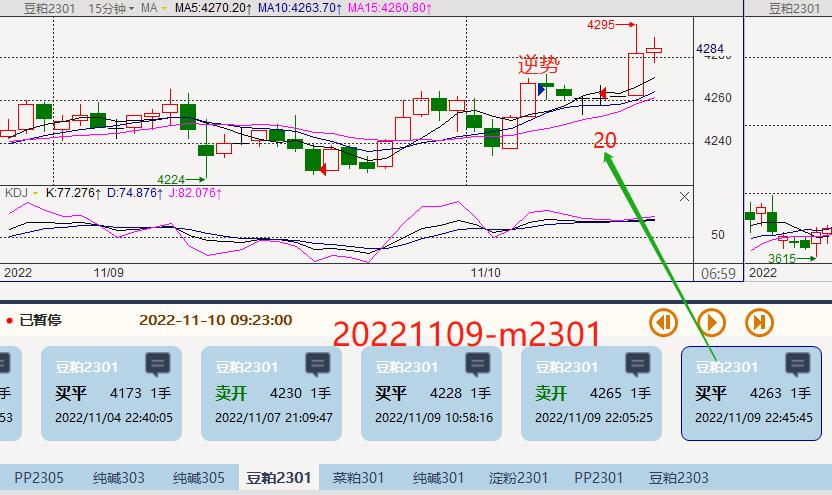 豆粕2301 15分钟 MA MA5:4270.20↑ MA10:4263.70↑ MA15:4260.80↑
豆粕2301
4295
4284
逆势
4260
20
4240
4224
KDJ K:77.276↑ D:74.876↑ J:82.076↑
50
3615
2022 11/09 11/10 06:59 2022
已暂停 2022-11-10 09:23:00
20221109-m2301
豆粕2301 豆粕2301 豆粕2301 豆粕2301 豆粕2301
手 买平 4173 1手 卖开 4230 1手 买平 4228 1手 卖开 4265 1手 买平 4263 1手
53 2022/11/04 22:40:05 2022/11/07 21:09:47 2022/11/09 10:58:16 2022/11/09 22:05:25 2022/11/09 22:45:45
PP2305 纯碱303 纯碱305 豆粕2301 菜粕301 纯碱301 淀粉2301 PP2301 豆粕2303